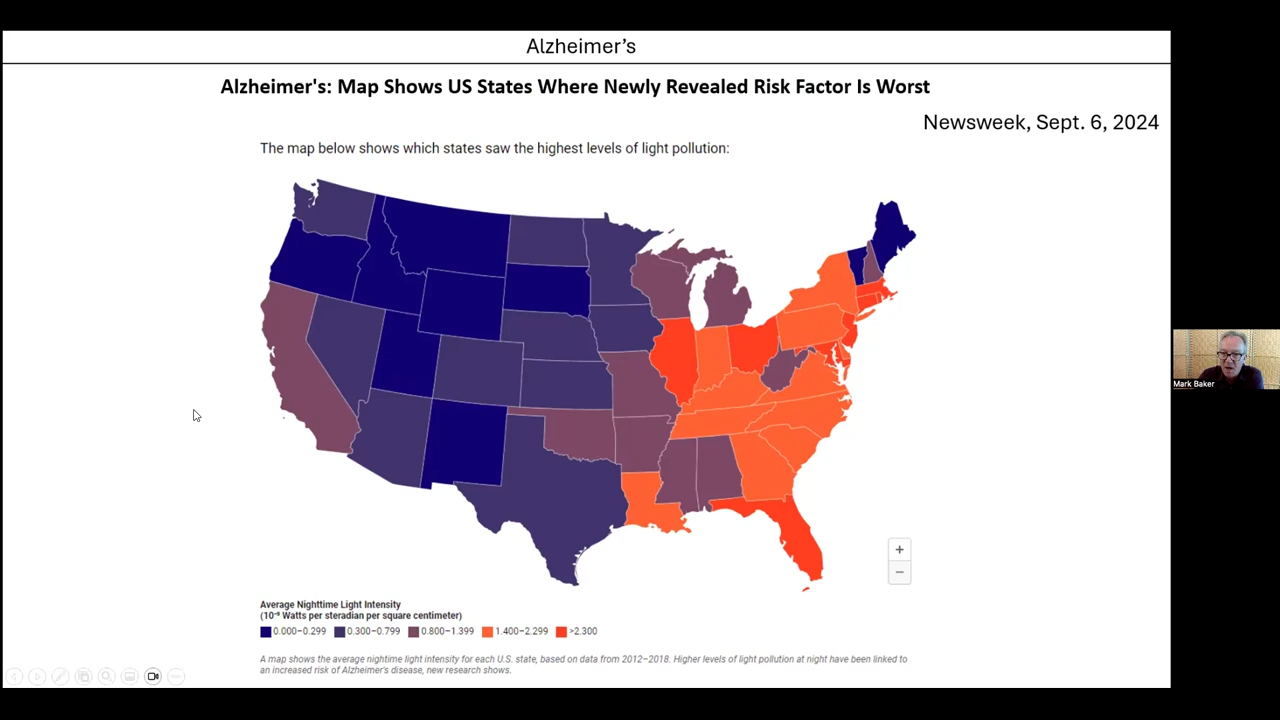 Alzheimer’s
Alzheimer's: Map Shows US States Where Newly Revealed Risk Factor Is Worst
Newsweek, Sept. 6, 2024
The map below shows which states saw the highest levels of light pollution:
Mark Baker
+
−
Average Nighttime Light Intensity
(10⁻⁹ Watts per steradian per square centimeter)
0.000–0.299 0.300–0.799 0.800–1.399 1.400–2.299 >2.300
A map shows the average nightime light intensity for each U.S. state, based on data from 2012–2018. Higher levels of light pollution at night have been linked to
an increased risk of Alzheimer's disease, new research shows.